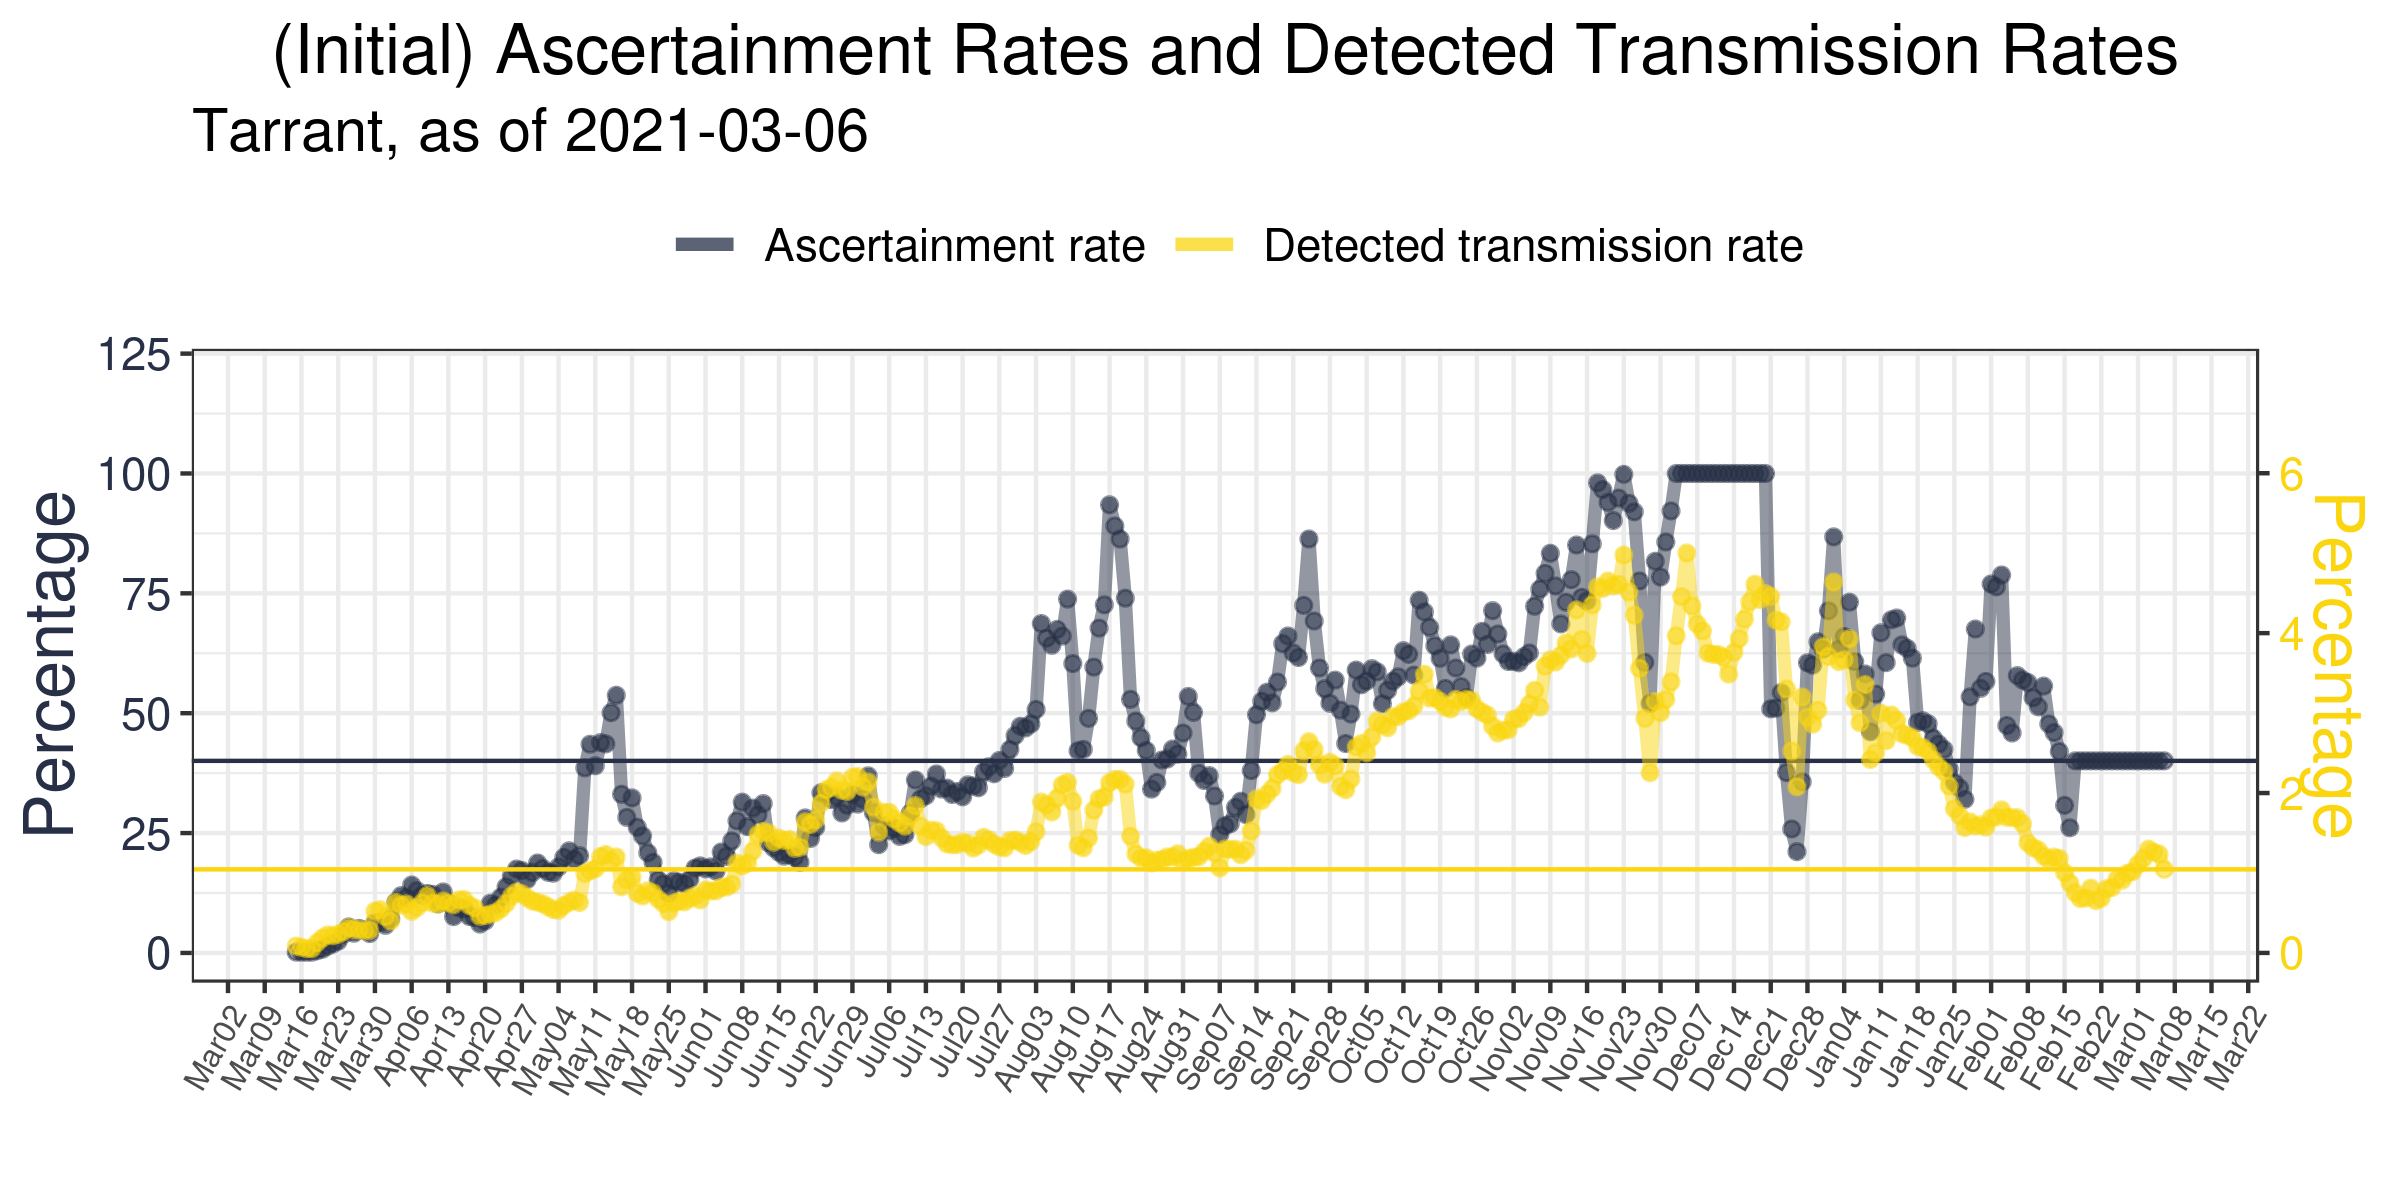 (Initial) Ascertainment Rates and Detected Transmission Rates
Tarrant, as of 2021-03-06
Ascertainment rate
Detected transmission rate
Percentage
125
100
75
50
25
0
6
4
2
0
Percentage
Mar02
Mar09
Mar16
Mar23
Mar30
Apr06
Apr13
Apr20
Apr27
May04
May11
May18
May25
Jun01
Jun08
Jun15
Jun22
Jun29
Jul06
Jul13
Jul20
Jul27
Aug03
Aug10
Aug17
Aug24
Aug31
Sep07
Sep14
Sep21
Sep28
Oct05
Oct12
Oct19
Oct26
Nov02
Nov09
Nov16
Nov23
Nov30
Dec07
Dec14
Dec21
Dec28
Jan04
Jan11
Jan18
Jan25
Feb01
Feb08
Feb15
Feb22
Mar01
Mar08
Mar15
Mar22